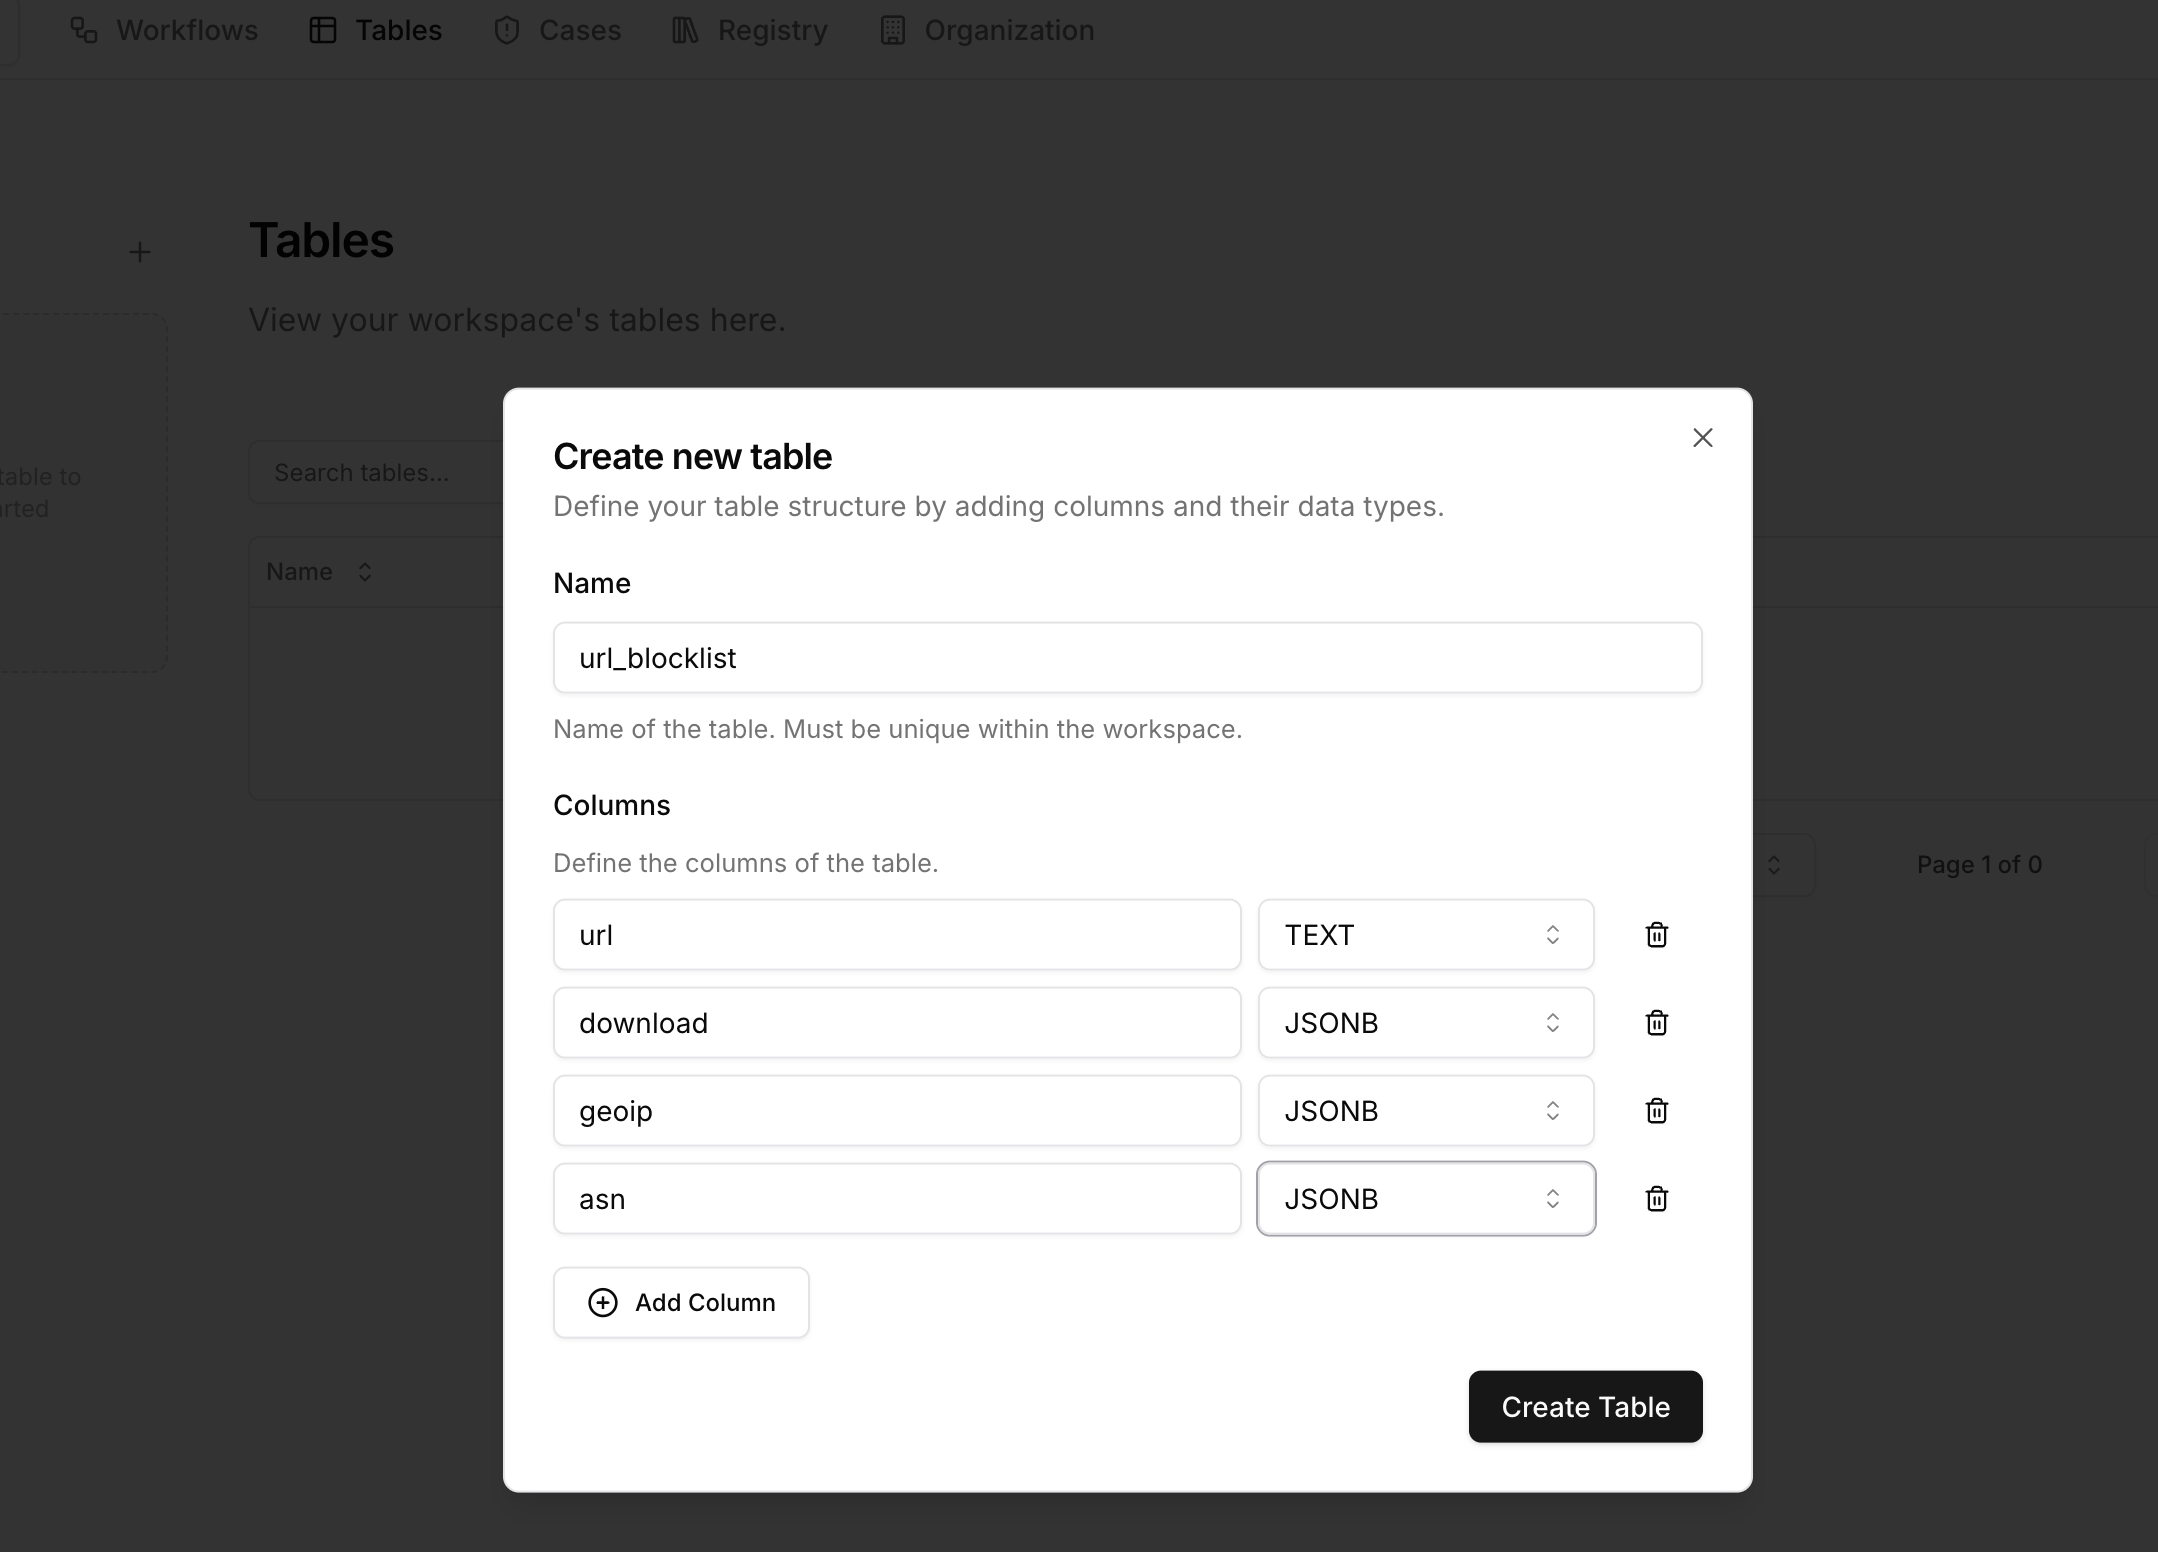 Workflows Tables Cases Registry Organization
Tables
View your workspace's tables here.
table to
Search tables...
Name
Create new table
Define your table structure by adding columns and their data types.
Name
url_blocklist
Name of the table. Must be unique within the workspace.
Columns
Define the columns of the table.
url TEXT
download JSONB
geoip JSONB
asn JSONB
Add Column
Create Table
Page 1 of 0